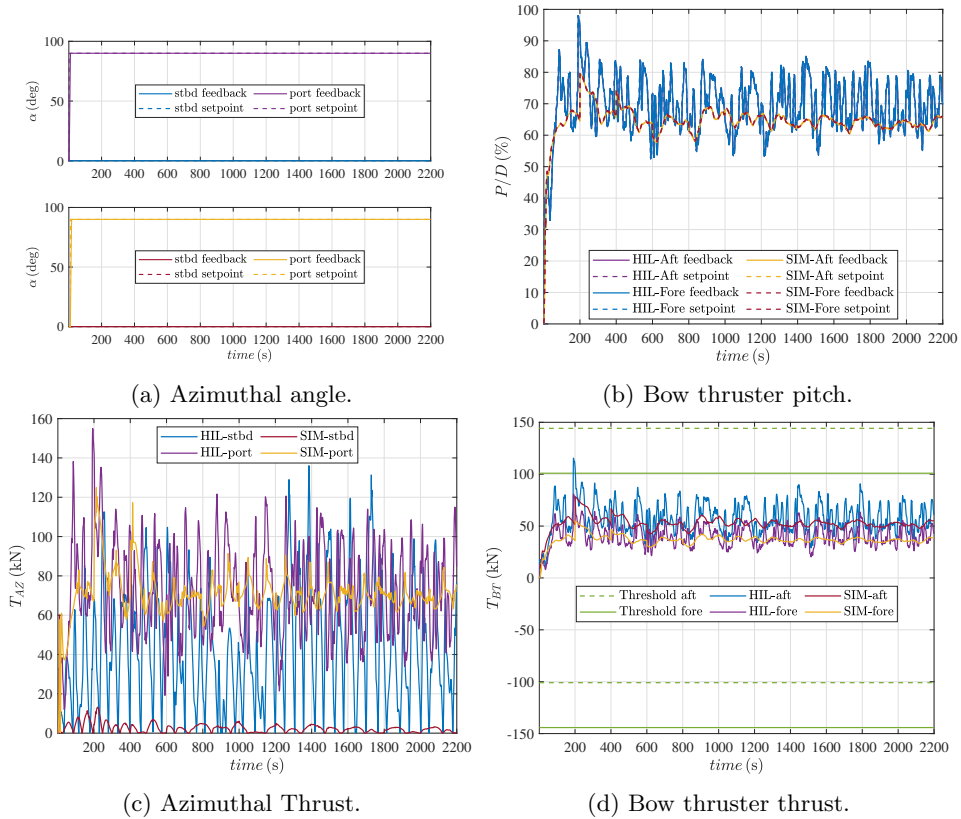 100
α (deg)
50
0
stbd feedback port feedback
stbd setpoint port setpoint
200 400 600 800 1000 1200 1400 1600 1800 2000 2200
100
α (deg)
50
0
stbd feedback port feedback
stbd setpoint port setpoint
200 400 600 800 1000 1200 1400 1600 1800 2000 2200
time (s)
(a) Azimuthal angle.
100
90
80
70
60
50
40
30
20
10
0
P/D (%)
HIL-Aft feedback SIM-Aft feedback
HIL-Aft setpoint SIM-Aft setpoint
HIL-Fore feedback SIM-Fore feedback
HIL-Fore setpoint SIM-Fore setpoint
200 400 600 800 1000 1200 1400 1600 1800 2000 2200
(b) Bow thruster pitch.
160
140
120
100
80
60
40
20
0
T_AZ (kN)
HIL-stbd SIM-stbd
HIL-port SIM-port
200 400 600 800 1000 1200 1400 1600 1800 2000 2200
time (s)
(c) Azimuthal Thrust.
150
100
50
0
-50
-100
-150
T_BT (kN)
Threshold aft HIL-aft SIM-aft
Threshold fore HIL-fore SIM-fore
200 400 600 800 1000 1200 1400 1600 1800 2000 2200
time (s)
(d) Bow thruster thrust.